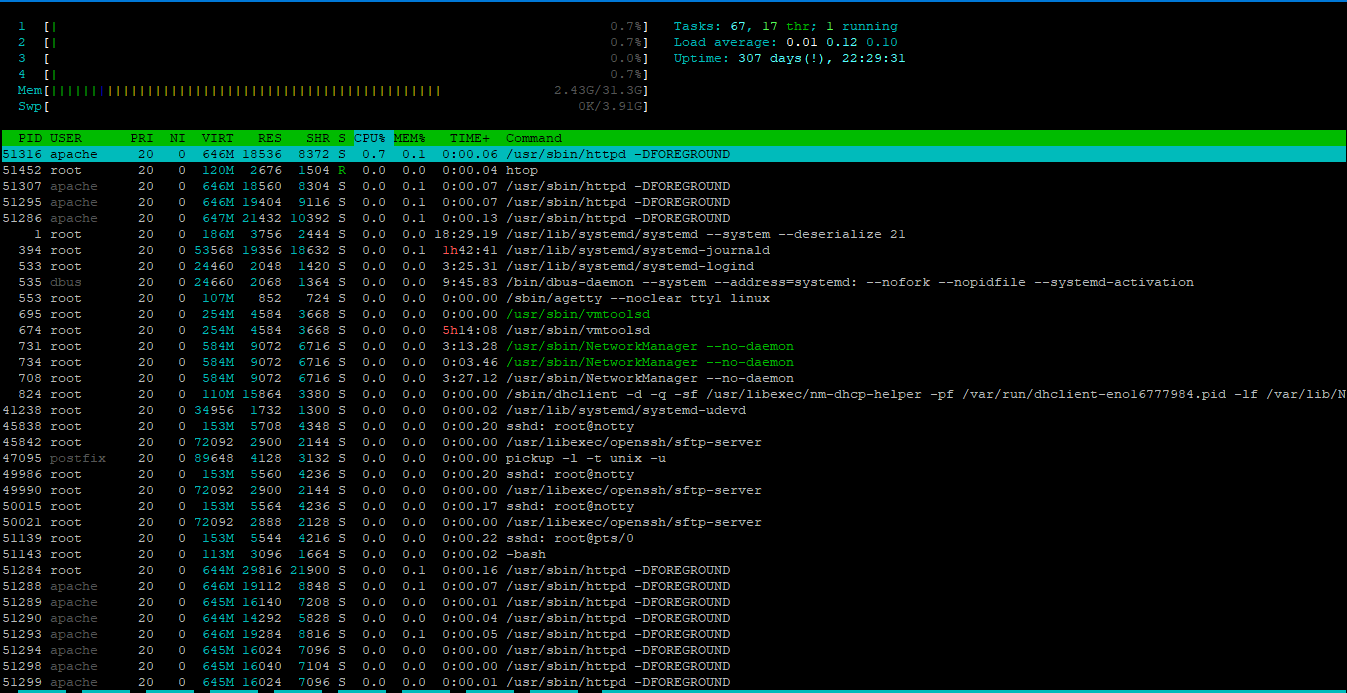 1 [| 0.7%] Tasks: 67, 17 thr; 1 running
2 [| 0.7%] Load average: 0.01 0.12 0.10
3 [ 0.0%] Uptime: 307 days(!), 22:29:31
4 [| 0.7%]
Mem[||||||||||||||||||||||||||||||||||||||||||||||||| 2.43G/31.3G]
Swp[ 0K/3.91G]
PID USER PRI NI VIRT RES SHR S CPU% MEM% TIME+ Command
51316 apache 20 0 646M 18536 8372 S 0.7 0.1 0:00.06 /usr/sbin/httpd -DFOREGROUND
51452 root 20 0 120M 2676 1504 R 0.0 0.0 0:00.04 htop
51307 apache 20 0 646M 18560 8304 S 0.0 0.1 0:00.07 /usr/sbin/httpd -DFOREGROUND
51295 apache 20 0 646M 19404 9116 S 0.0 0.1 0:00.07 /usr/sbin/httpd -DFOREGROUND
51286 apache 20 0 647M 21432 10392 S 0.0 0.1 0:00.13 /usr/sbin/httpd -DFOREGROUND
1 root 20 0 186M 3756 2444 S 0.0 0.0 18:29.19 /usr/lib/systemd/systemd --system --deserialize 21
394 root 20 0 53568 19356 18632 S 0.0 0.1 1h42:41 /usr/lib/systemd/systemd-journald
533 root 20 0 24460 2048 1420 S 0.0 0.0 3:25.31 /usr/lib/systemd/systemd-logind
535 dbus 20 0 24660 2068 1364 S 0.0 0.0 9:45.83 /bin/dbus-daemon --system --address=systemd: --nofork --nopidfile --systemd-activation
553 root 20 0 107M 852 724 S 0.0 0.0 0:00.00 /sbin/agetty --noclear tty1 linux
695 root 20 0 254M 4584 3668 S 0.0 0.0 0:00.00 /usr/sbin/vmtoolsd
674 root 20 0 254M 4584 3668 S 0.0 0.0 5h14:08 /usr/sbin/vmtoolsd
731 root 20 0 584M 9072 6716 S 0.0 0.0 3:13.28 /usr/sbin/NetworkManager --no-daemon
734 root 20 0 584M 9072 6716 S 0.0 0.0 0:03.46 /usr/sbin/NetworkManager --no-daemon
708 root 20 0 584M 9072 6716 S 0.0 0.0 3:27.12 /usr/sbin/NetworkManager --no-daemon
824 root 20 0 110M 15864 3380 S 0.0 0.0 0:00.00 /sbin/dhclient -d -q -sf /usr/libexec/nm-dhcp-helper -pf /var/run/dhclient-eno16777984.pid -lf /var/lib/N
41238 root 20 0 34956 1732 1300 S 0.0 0.0 0:00.02 /usr/lib/systemd/systemd-udevd
45838 root 20 0 153M 5708 4348 S 0.0 0.0 0:00.20 sshd: root@notty
45842 root 20 0 72092 2900 2144 S 0.0 0.0 0:00.00 /usr/libexec/openssh/sftp-server
47095 postfix 20 0 89648 4128 3132 S 0.0 0.0 0:00.00 pickup -l -t unix -u
49986 root 20 0 153M 5560 4236 S 0.0 0.0 0:00.20 sshd: root@notty
49990 root 20 0 72092 2900 2144 S 0.0 0.0 0:00.00 /usr/libexec/openssh/sftp-server
50015 root 20 0 153M 5564 4236 S 0.0 0.0 0:00.17 sshd: root@notty
50021 root 20 0 72092 2888 2128 S 0.0 0.0 0:00.00 /usr/libexec/openssh/sftp-server
51139 root 20 0 153M 5544 4216 S 0.0 0.0 0:00.22 sshd: root@pts/0
51143 root 20 0 113M 3096 1664 S 0.0 0.0 0:00.02 -bash
51284 root 20 0 644M 29816 21900 S 0.0 0.1 0:00.16 /usr/sbin/httpd -DFOREGROUND
51288 apache 20 0 646M 19112 8848 S 0.0 0.1 0:00.07 /usr/sbin/httpd -DFOREGROUND
51289 apache 20 0 645M 16140 7208 S 0.0 0.0 0:00.01 /usr/sbin/httpd -DFOREGROUND
51290 apache 20 0 644M 14292 5828 S 0.0 0.0 0:00.04 /usr/sbin/httpd -DFOREGROUND
51293 apache 20 0 646M 19284 8816 S 0.0 0.1 0:00.05 /usr/sbin/httpd -DFOREGROUND
51294 apache 20 0 645M 16024 7096 S 0.0 0.0 0:00.00 /usr/sbin/httpd -DFOREGROUND
51298 apache 20 0 645M 16040 7104 S 0.0 0.0 0:00.01 /usr/sbin/httpd -DFOREGROUND
51299 apache 20 0 645M 16024 7096 S 0.0 0.0 0:00.00 /usr/sbin/httpd -DFOREGROUND